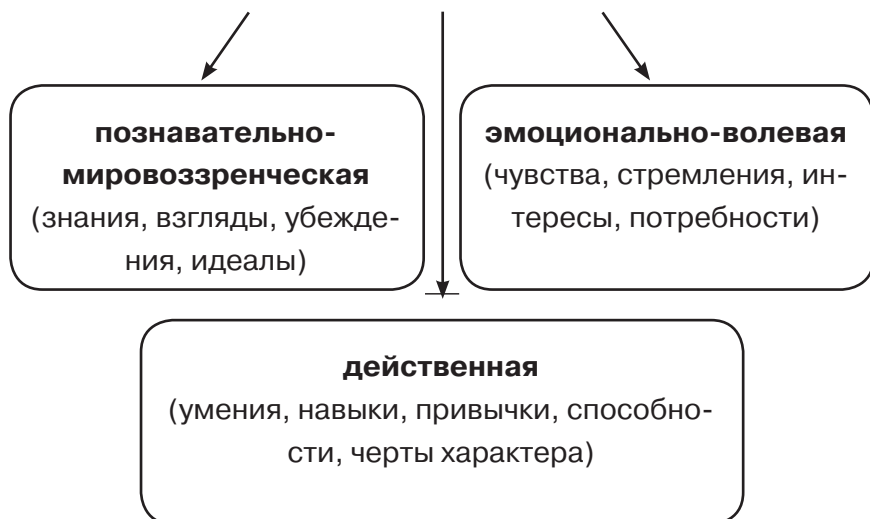 познавательно-
мировоззренческая
(знания, взгляды, убежде-
ния, идеалы)
эмоционально-волевая
(чувства, стремления, ин-
тересы, потребности)
действенная
(умения, навыки, привычки, способно-
сти, черты характера)